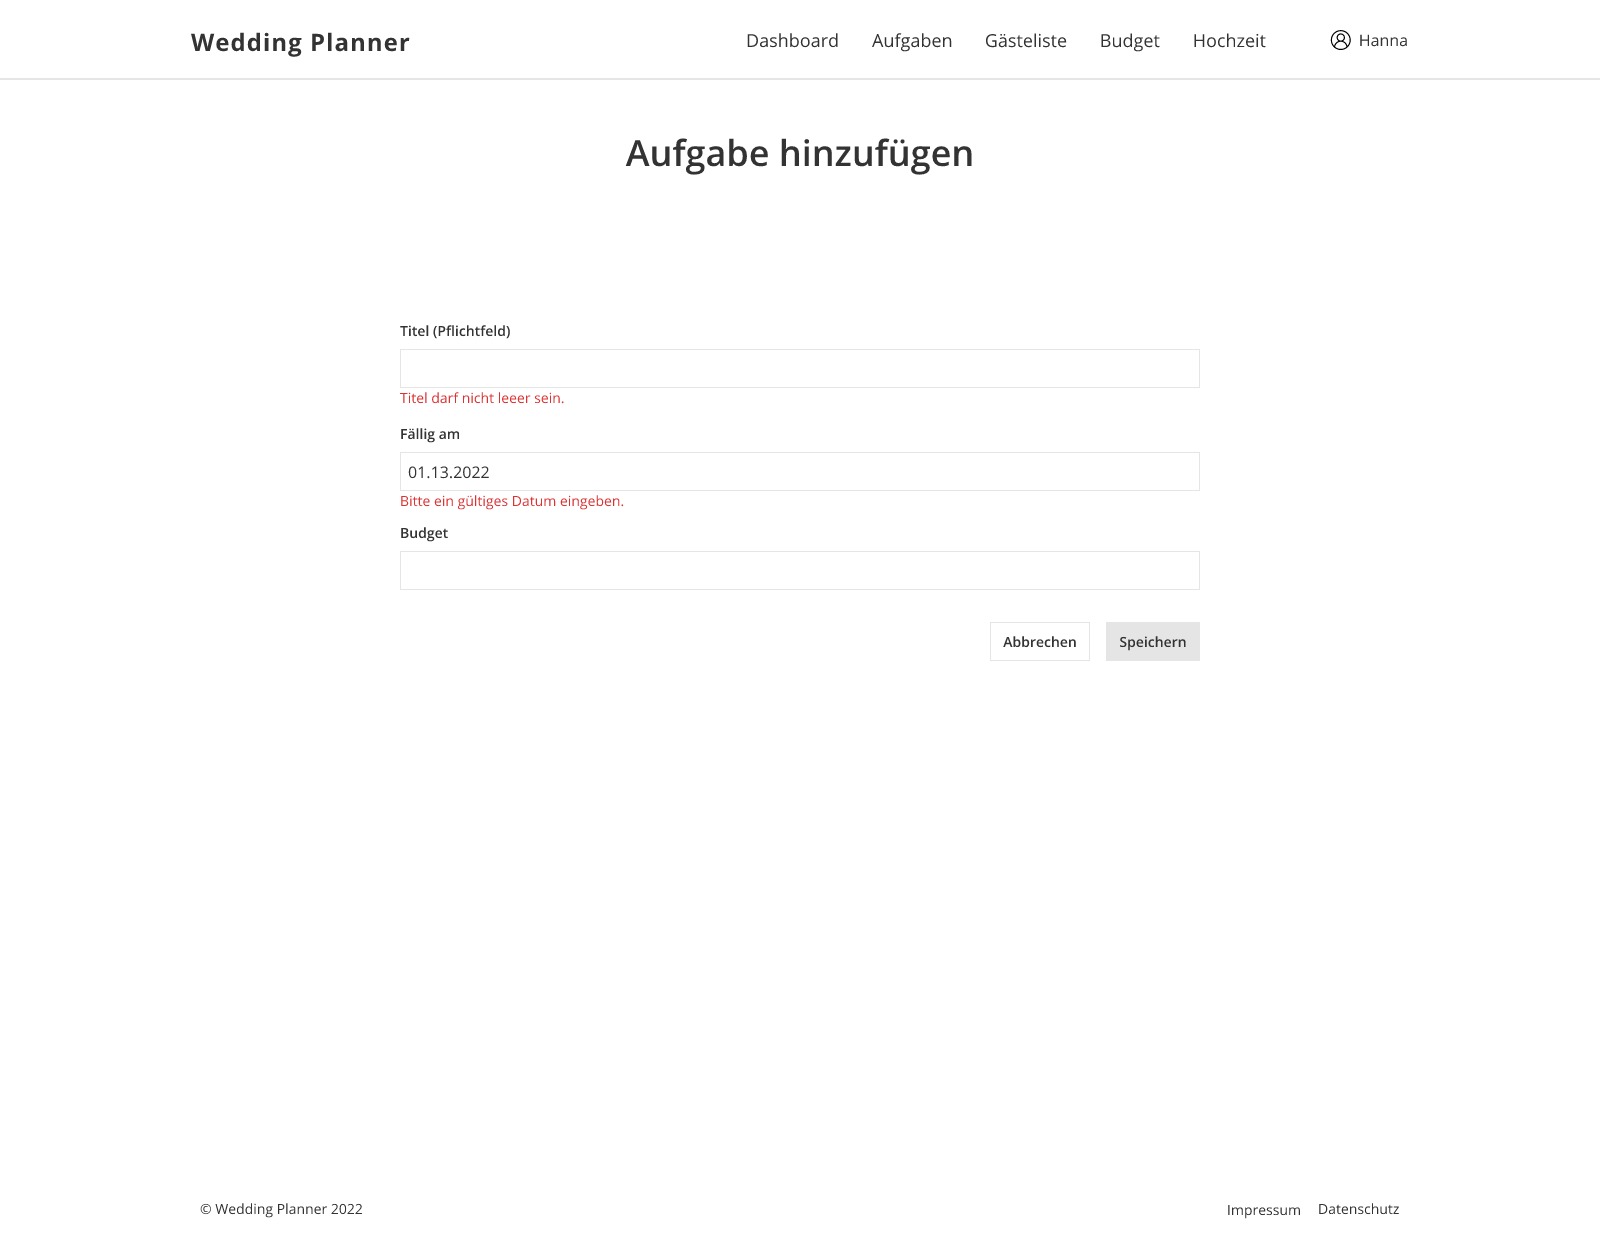 Wedding Planner
Dashboard Aufgaben Gästeliste Budget Hochzeit Hanna
Aufgabe hinzufügen
Titel (Pflichtfeld)
Titel darf nicht leeer sein.
Fällig am
01.13.2022
Bitte ein gültiges Datum eingeben.
Budget
Abbrechen Speichern
© Wedding Planner 2022 Impressum Datenschutz